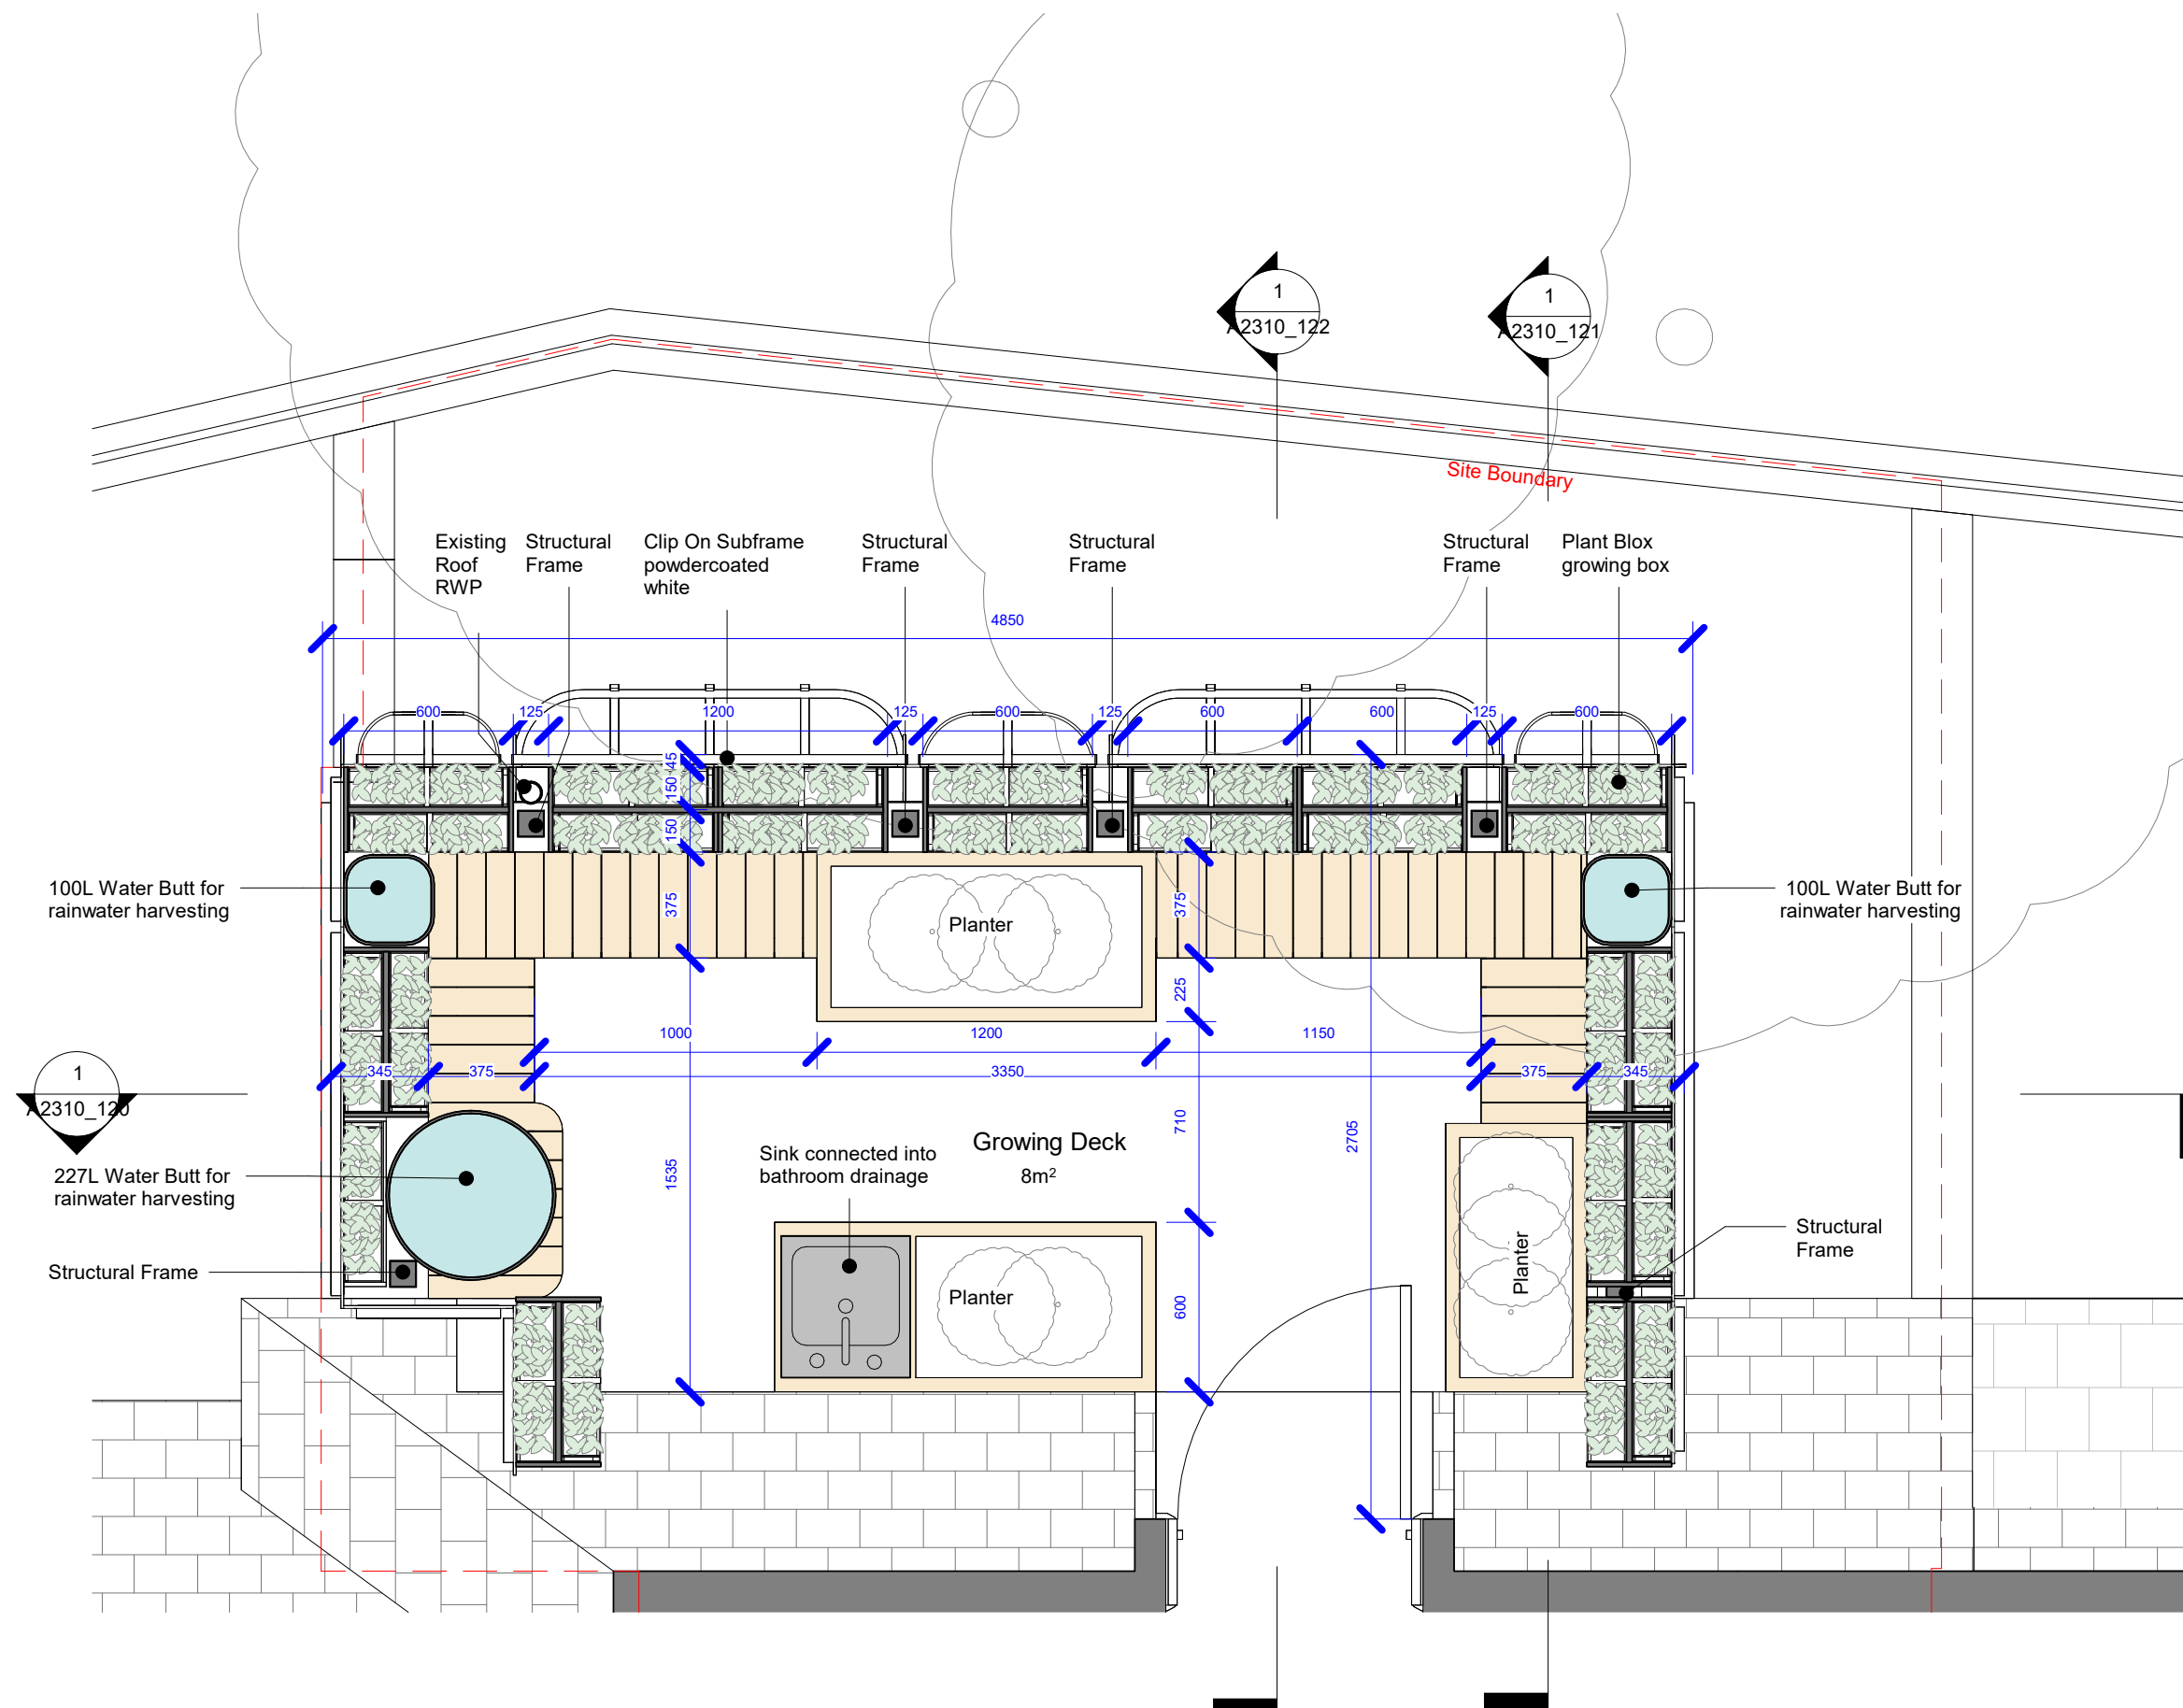 1
A2310_122
1
A2310_121
Site Boundary
Existing
Roof
RWP
Structural
Frame
Clip On Subframe
powdercoated
white
Structural
Frame
Structural
Frame
Structural
Frame
Plant Blox
growing box
4850
600
125
1200
125
600
125
600
600
125
600
45
150
150
100L Water Butt for
rainwater harvesting
375
Planter
375
100L Water Butt for
rainwater harvesting
225
1000
1200
1150
345
375
3350
375
345
1
A2310_120
710
2705
1535
Growing Deck
8m²
Sink connected into
bathroom drainage
227L Water Butt for
rainwater harvesting
Structural
Frame
Structural Frame
Planter
600
Planter